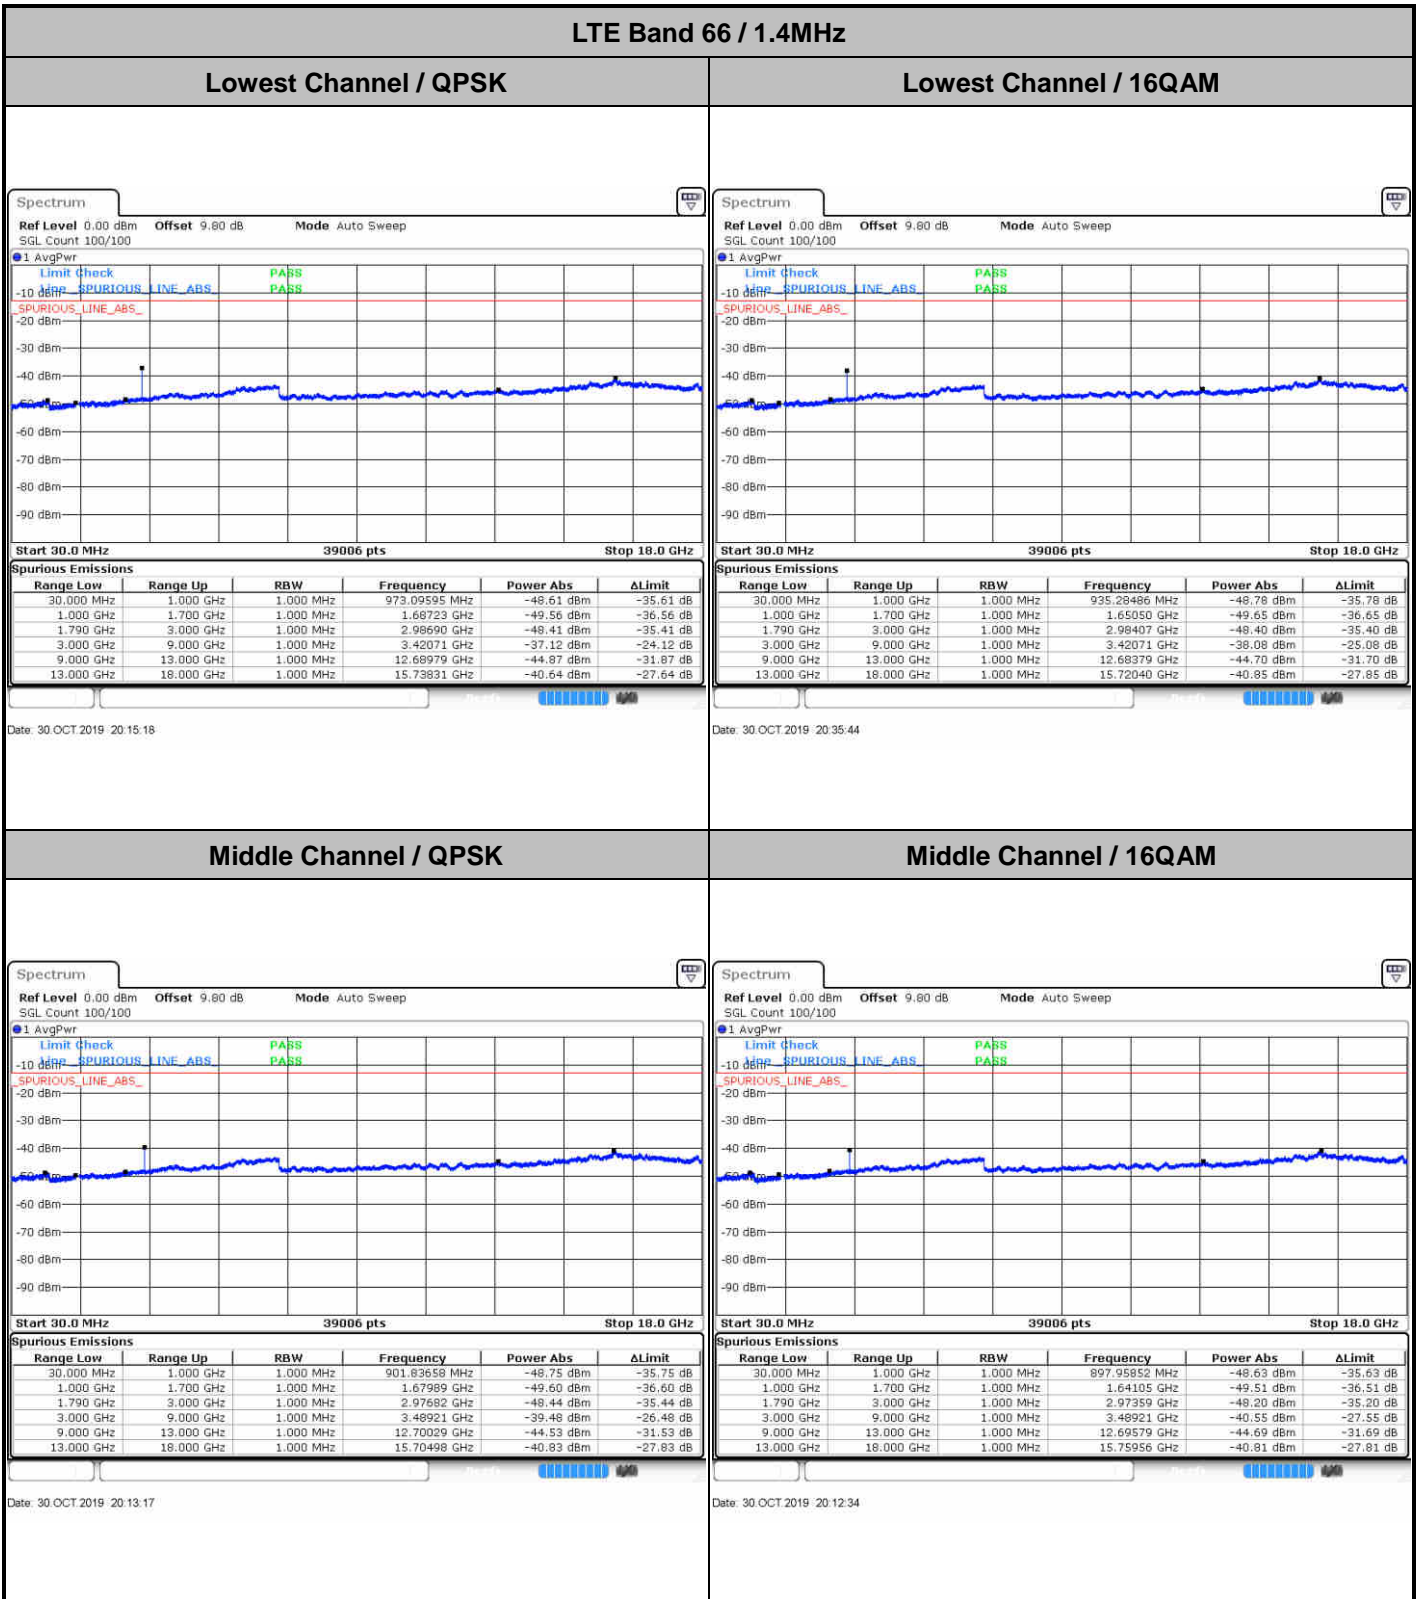 LTE Band 66 / 1.4MHz
Lowest Channel / QPSK
Lowest Channel / 16QAM
Spectrum
Ref Level 0.00 dBm Offset 9.80 dB Mode Auto Sweep
SGL Count 100/100
1 AvgPwr
Limit Check PASS
Line _SPURIOUS_LINE_ABS_ PASS
-10 dBm
_SPURIOUS_LINE_ABS_
-20 dBm
-30 dBm
-40 dBm
-50 dBm
-60 dBm
-70 dBm
-80 dBm
-90 dBm
Start 30.0 MHz 39006 pts Stop 18.0 GHz
Spurious Emissions
Range Low Range Up RBW Frequency Power Abs ΔLimit
30.000 MHz 1.000 GHz 1.000 MHz 973.09595 MHz -48.61 dBm -35.61 dB
1.000 GHz 1.700 GHz 1.000 MHz 1.68723 GHz -49.56 dBm -36.56 dB
1.790 GHz 3.000 GHz 1.000 MHz 2.98690 GHz -48.41 dBm -35.41 dB
3.000 GHz 9.000 GHz 1.000 MHz 3.42071 GHz -37.12 dBm -24.12 dB
9.000 GHz 13.000 GHz 1.000 MHz 12.68979 GHz -44.87 dBm -31.87 dB
13.000 GHz 18.000 GHz 1.000 MHz 15.73831 GHz -40.64 dBm -27.64 dB
Date: 30.OCT.2019 20:15:18
Spectrum
Ref Level 0.00 dBm Offset 9.80 dB Mode Auto Sweep
SGL Count 100/100
1 AvgPwr
Limit Check PASS
Line _SPURIOUS_LINE_ABS_ PASS
-10 dBm
_SPURIOUS_LINE_ABS_
-20 dBm
-30 dBm
-40 dBm
-50 dBm
-60 dBm
-70 dBm
-80 dBm
-90 dBm
Start 30.0 MHz 39006 pts Stop 18.0 GHz
Spurious Emissions
Range Low Range Up RBW Frequency Power Abs ΔLimit
30.000 MHz 1.000 GHz 1.000 MHz 935.28486 MHz -48.78 dBm -35.78 dB
1.000 GHz 1.700 GHz 1.000 MHz 1.65050 GHz -49.65 dBm -36.65 dB
1.790 GHz 3.000 GHz 1.000 MHz 2.98407 GHz -48.40 dBm -35.40 dB
3.000 GHz 9.000 GHz 1.000 MHz 3.42071 GHz -38.08 dBm -25.08 dB
9.000 GHz 13.000 GHz 1.000 MHz 12.68379 GHz -44.70 dBm -31.70 dB
13.000 GHz 18.000 GHz 1.000 MHz 15.72040 GHz -40.85 dBm -27.85 dB
Date: 30.OCT.2019 20:35:44
Middle Channel / QPSK
Middle Channel / 16QAM
Spectrum
Ref Level 0.00 dBm Offset 9.80 dB Mode Auto Sweep
SGL Count 100/100
1 AvgPwr
Limit Check PASS
Line _SPURIOUS_LINE_ABS_ PASS
-10 dBm
_SPURIOUS_LINE_ABS_
-20 dBm
-30 dBm
-40 dBm
-50 dBm
-60 dBm
-70 dBm
-80 dBm
-90 dBm
Start 30.0 MHz 39006 pts Stop 18.0 GHz
Spurious Emissions
Range Low Range Up RBW Frequency Power Abs ΔLimit
30.000 MHz 1.000 GHz 1.000 MHz 901.83658 MHz -48.75 dBm -35.75 dB
1.000 GHz 1.700 GHz 1.000 MHz 1.67989 GHz -49.60 dBm -36.60 dB
1.790 GHz 3.000 GHz 1.000 MHz 2.97682 GHz -48.44 dBm -35.44 dB
3.000 GHz 9.000 GHz 1.000 MHz 3.48921 GHz -39.48 dBm -26.48 dB
9.000 GHz 13.000 GHz 1.000 MHz 12.70029 GHz -44.53 dBm -31.53 dB
13.000 GHz 18.000 GHz 1.000 MHz 15.70498 GHz -40.83 dBm -27.83 dB
Date: 30.OCT.2019 20:13:17
Spectrum
Ref Level 0.00 dBm Offset 9.80 dB Mode Auto Sweep
SGL Count 100/100
1 AvgPwr
Limit Check PASS
Line _SPURIOUS_LINE_ABS_ PASS
-10 dBm
_SPURIOUS_LINE_ABS_
-20 dBm
-30 dBm
-40 dBm
-50 dBm
-60 dBm
-70 dBm
-80 dBm
-90 dBm
Start 30.0 MHz 39006 pts Stop 18.0 GHz
Spurious Emissions
Range Low Range Up RBW Frequency Power Abs ΔLimit
30.000 MHz 1.000 GHz 1.000 MHz 897.95852 MHz -48.63 dBm -35.63 dB
1.000 GHz 1.700 GHz 1.000 MHz 1.64105 GHz -49.51 dBm -36.51 dB
1.790 GHz 3.000 GHz 1.000 MHz 2.97359 GHz -48.20 dBm -35.20 dB
3.000 GHz 9.000 GHz 1.000 MHz 3.48921 GHz -40.55 dBm -27.55 dB
9.000 GHz 13.000 GHz 1.000 MHz 12.69579 GHz -44.69 dBm -31.69 dB
13.000 GHz 18.000 GHz 1.000 MHz 15.75956 GHz -40.81 dBm -27.81 dB
Date: 30.OCT.2019 20:12:34